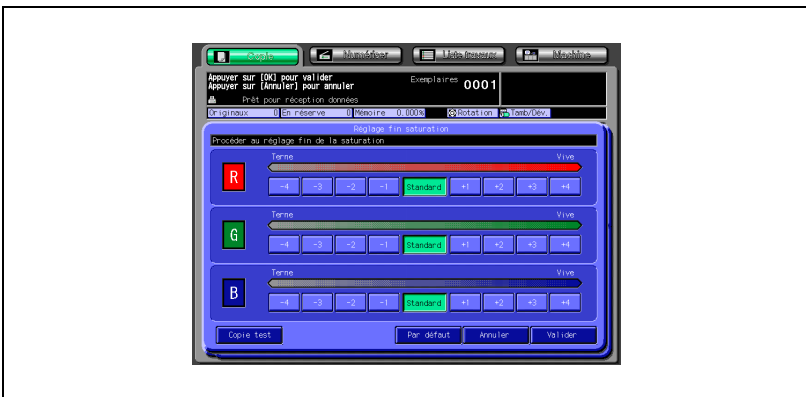 Copie Numériser Liste travaux Machine
Appuyer sur [OK] pour valider
Appuyer sur [Annuler] pour annuler
Exemplaires 0001
Prêt pour réception données
Originaux 0 En réserve 0 Mémoire 0.000% Rotation Tamb/Dév.
Réglage fin saturation
Procéder au réglage fin de la saturation
Terne Vive
R -4 -3 -2 -1 Standard +1 +2 +3 +4
Terne Vive
G -4 -3 -2 -1 Standard +1 +2 +3 +4
Terne Vive
B -4 -3 -2 -1 Standard +1 +2 +3 +4
Copie test Par défaut Annuler Valider